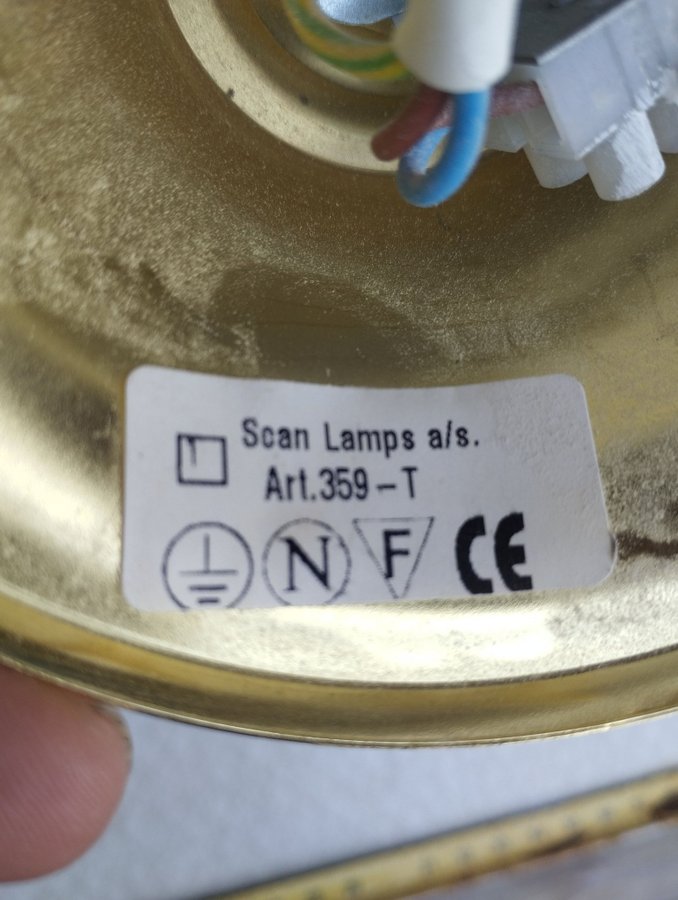 Scan Lamps a/s.
Art.359-T
N F CE